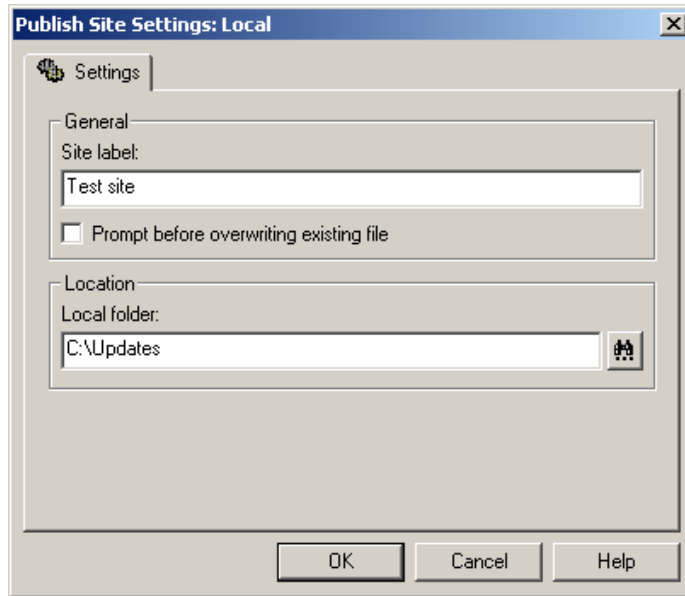 Publish Site Settings: Local
Settings
General
Site label:
Test site
Prompt before overwriting existing file
Location
Local folder:
C:\Updates
OK
Cancel
Help